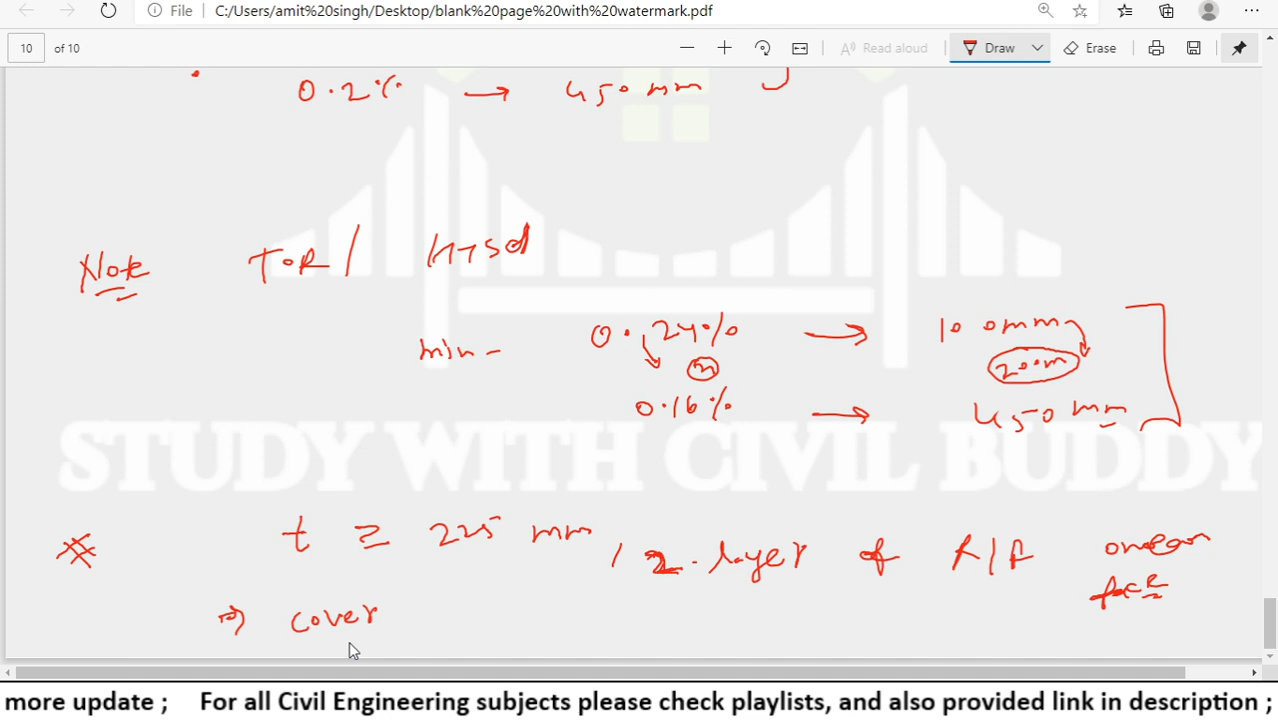 File C:/Users/amit%20singh/Desktop/blank%20page%20with%20watermark.pdf
10 of 10 Read aloud Draw Erase
0.2% → 450 mm
Note TOR / HYSD
min - 0.24% → 100mm
200m
0.16% → 450 mm
STUDY WITH CIVIL BUDDY
t ≥ 225 mm / 2-layer of R/F on each
face
⇒ cover
more update ; For all Civil Engineering subjects please check playlists, and also provided link in description ;